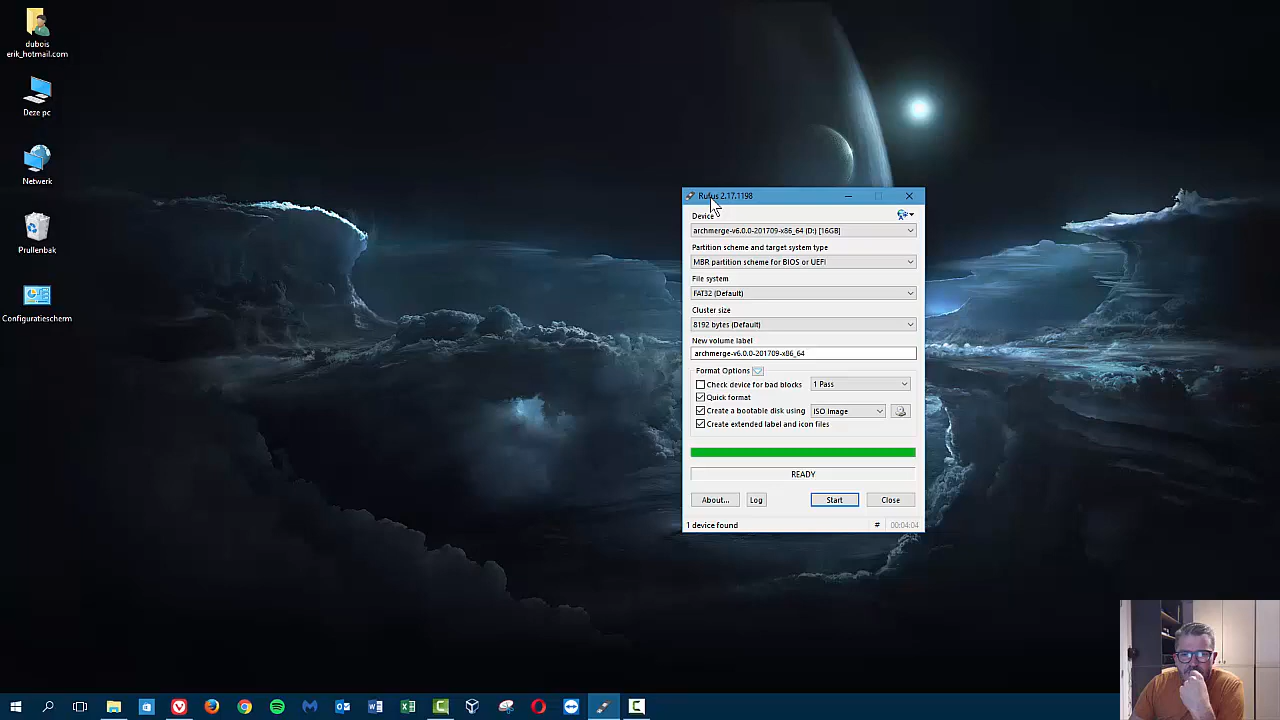 dubois
erik_hotmail.com
Deze pc
Netwerk
Prullenbak
Configuratiescherm
Rufus 2.17.1198
Device
archmerge-v6.0.0-201709-x86_64 (D:) [16GB]
Partition scheme and target system type
MBR partition scheme for BIOS or UEFI
File system
FAT32 (Default)
Cluster size
8192 bytes (Default)
New volume label
archmerge-v6.0.0-201709-x86_64
Format Options
Check device for bad blocks
1 Pass
Quick format
Create a bootable disk using
ISO Image
Create extended label and icon files
READY
About...
Log
Start
Close
1 device found
#
00:04:04